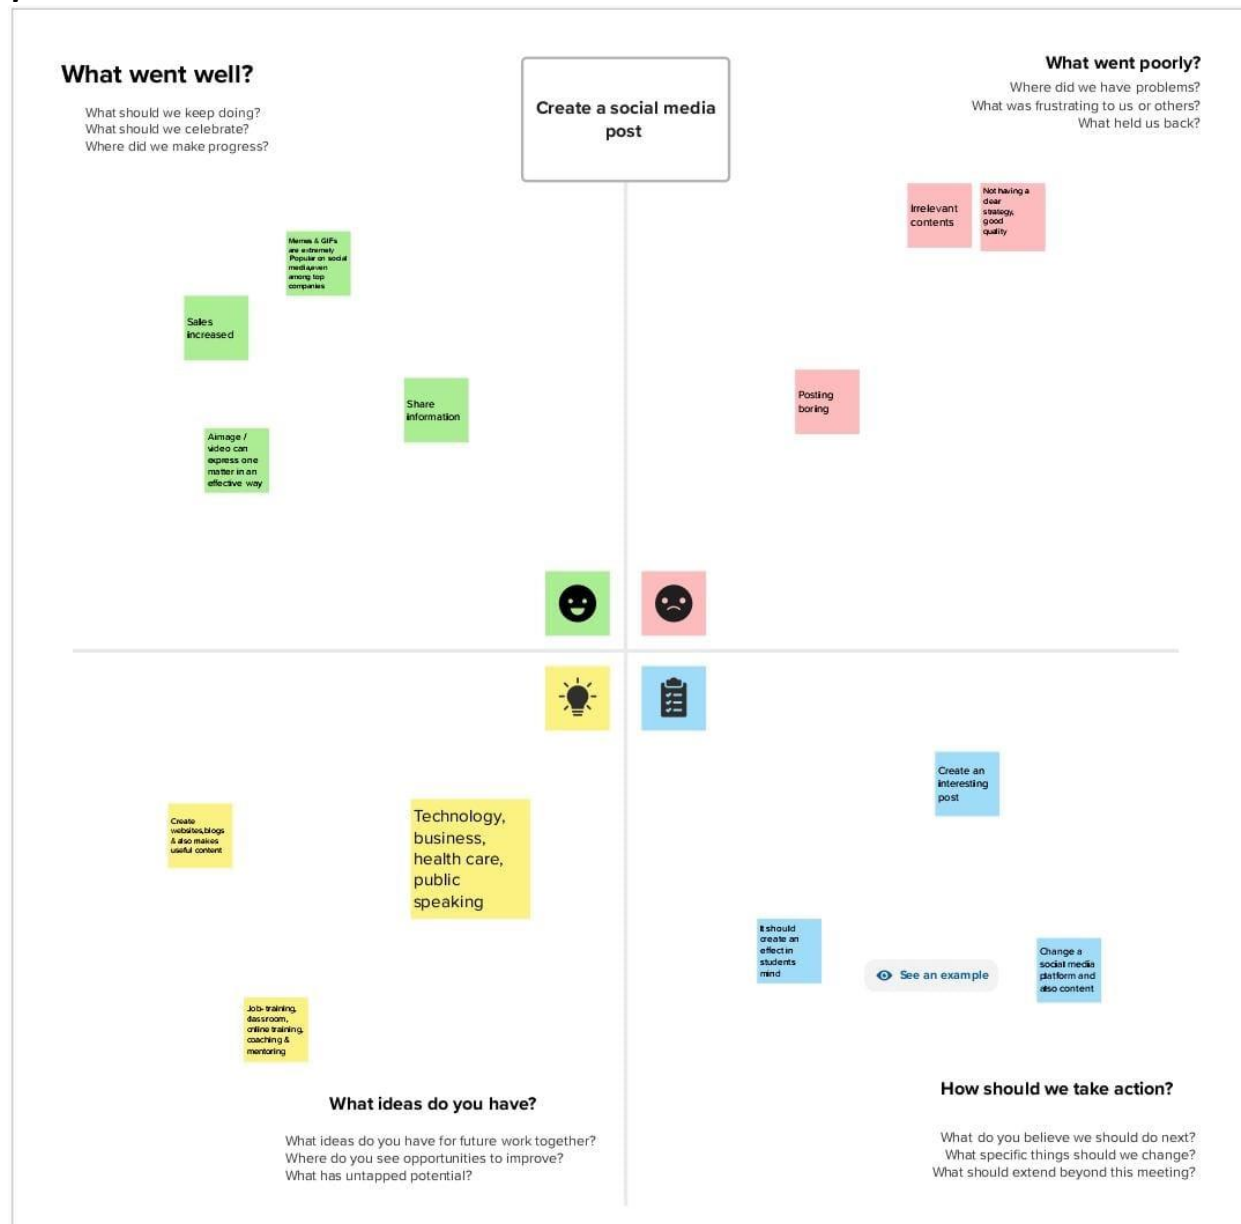 What went well?
What should we keep doing?
What should we celebrate?
Where did we make progress?
Create a social media
post
What went poorly?
Where did we have problems?
What was frustrating to us or others?
What held us back?
Memes & GIFs
are extremely
Popular on social
media,even
among top
companies
Sales
increased
Share
information
Aimage /
video can
express one
matter in an
effective way
Irrelevant
contents
Not having a
clear
strategy,
good
quality
Posting
boring
Create
websites,blogs
& also makes
useful content
Technology,
business,
health care,
public
speaking
Job- training,
classroom,
online training,
coaching &
mentoring
What ideas do you have?
What ideas do you have for future work together?
Where do you see opportunities to improve?
What has untapped potential?
Create an
interesting
post
It should
create an
effect in
students
mind
See an example
Change a
social media
platform and
also content
How should we take action?
What do you believe we should do next?
What specific things should we change?
What should extend beyond this meeting?